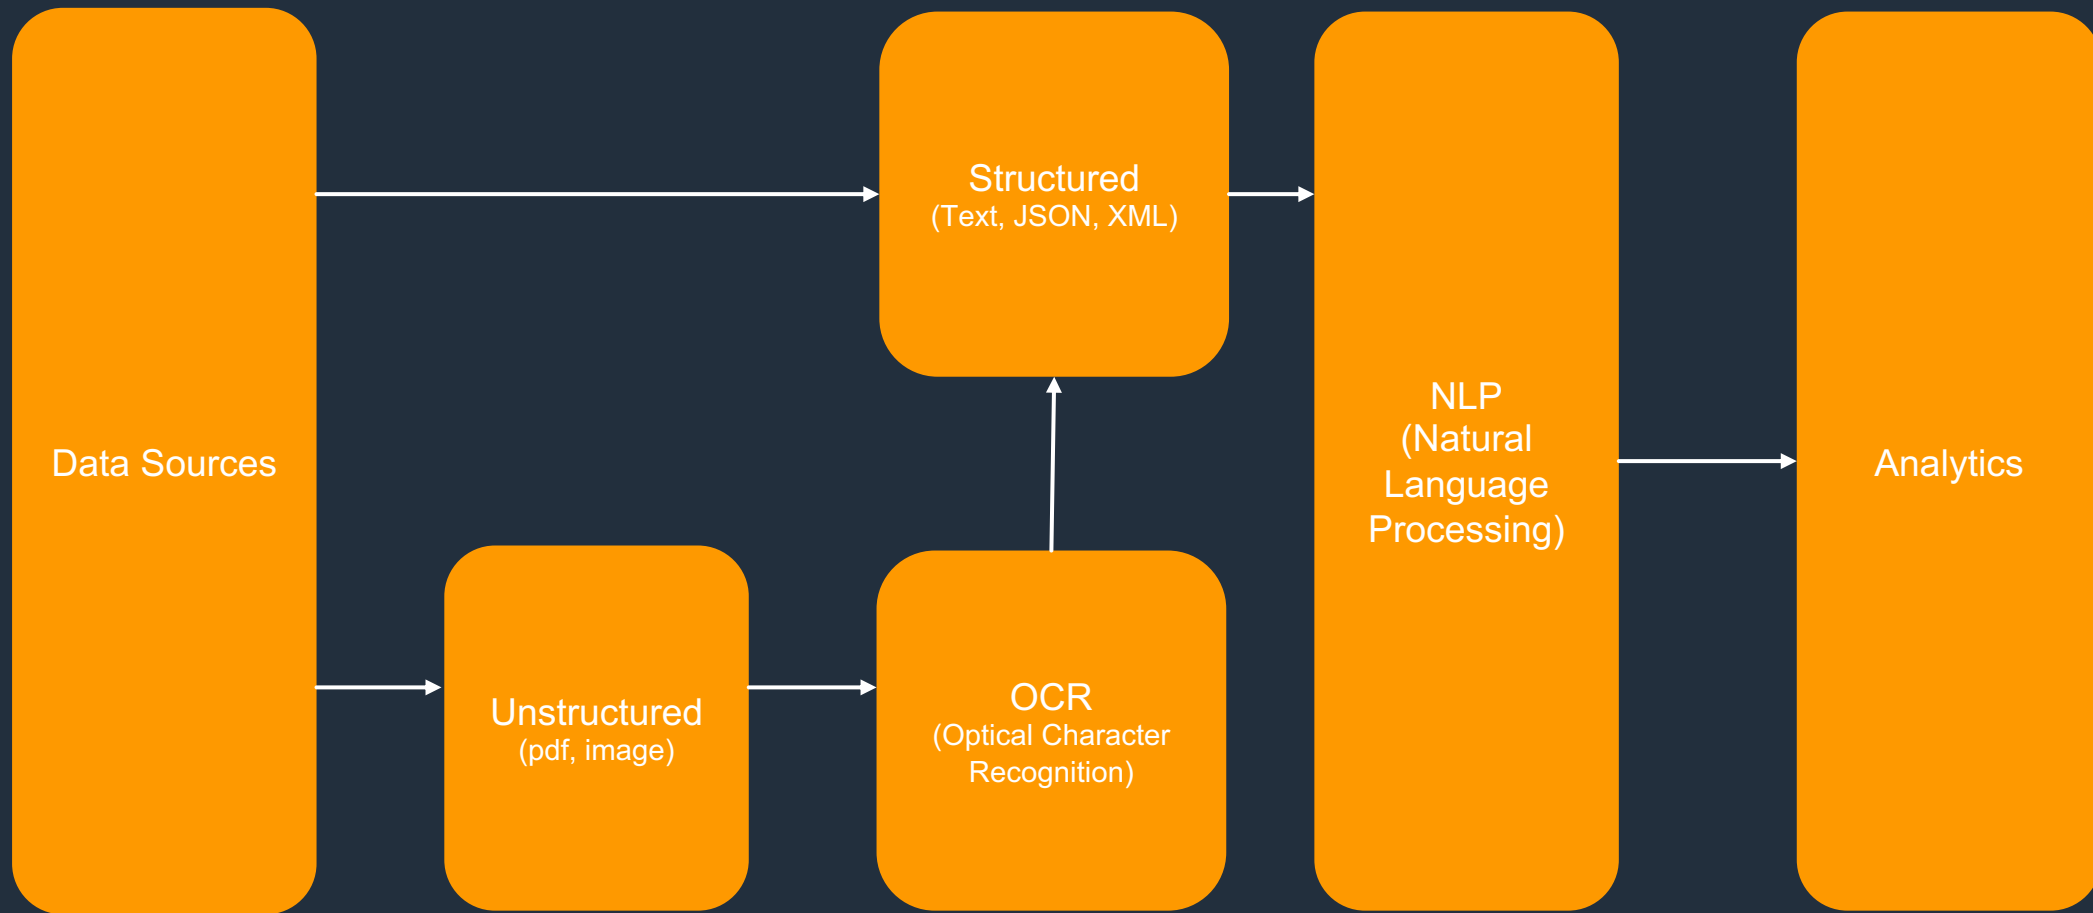 Data Sources
Structured
(Text, JSON, XML)
Unstructured
(pdf, image)
OCR
(Optical Character
Recognition)
NLP
(Natural
Language
Processing)
Analytics